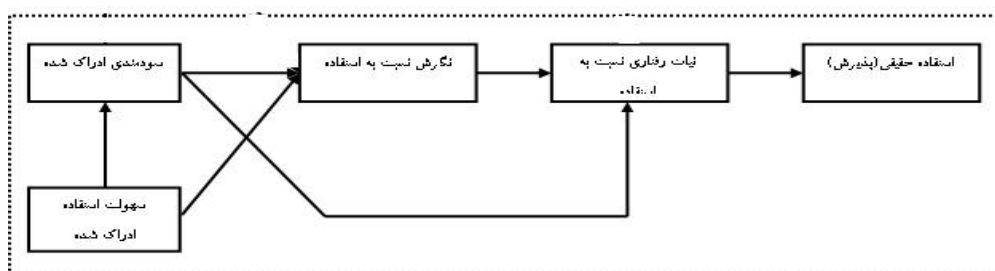 سودمندی ادراک شده
نگرش نسبت به استفاده
نیات رفتاری نسبت به
استفاده
استفاده حقیقی(پذیرش)
سهولت استفاده
ادراک شده